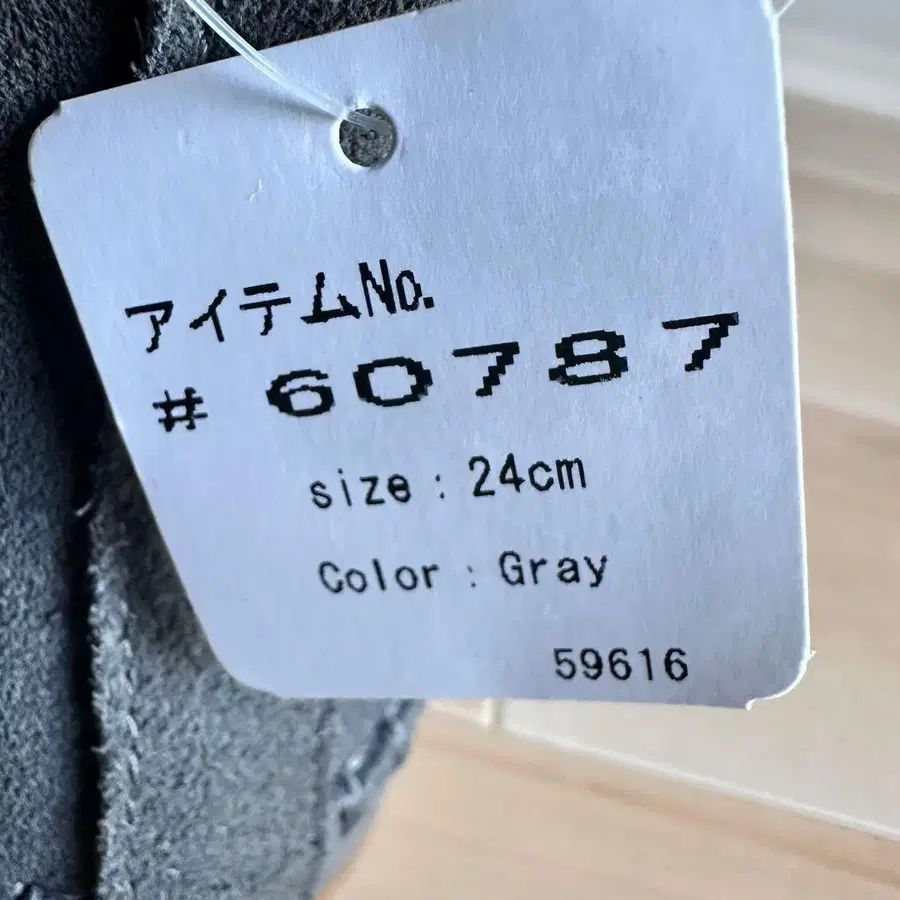 アイテムNo.
# 60787
size : 24cm
Color : Gray
59616